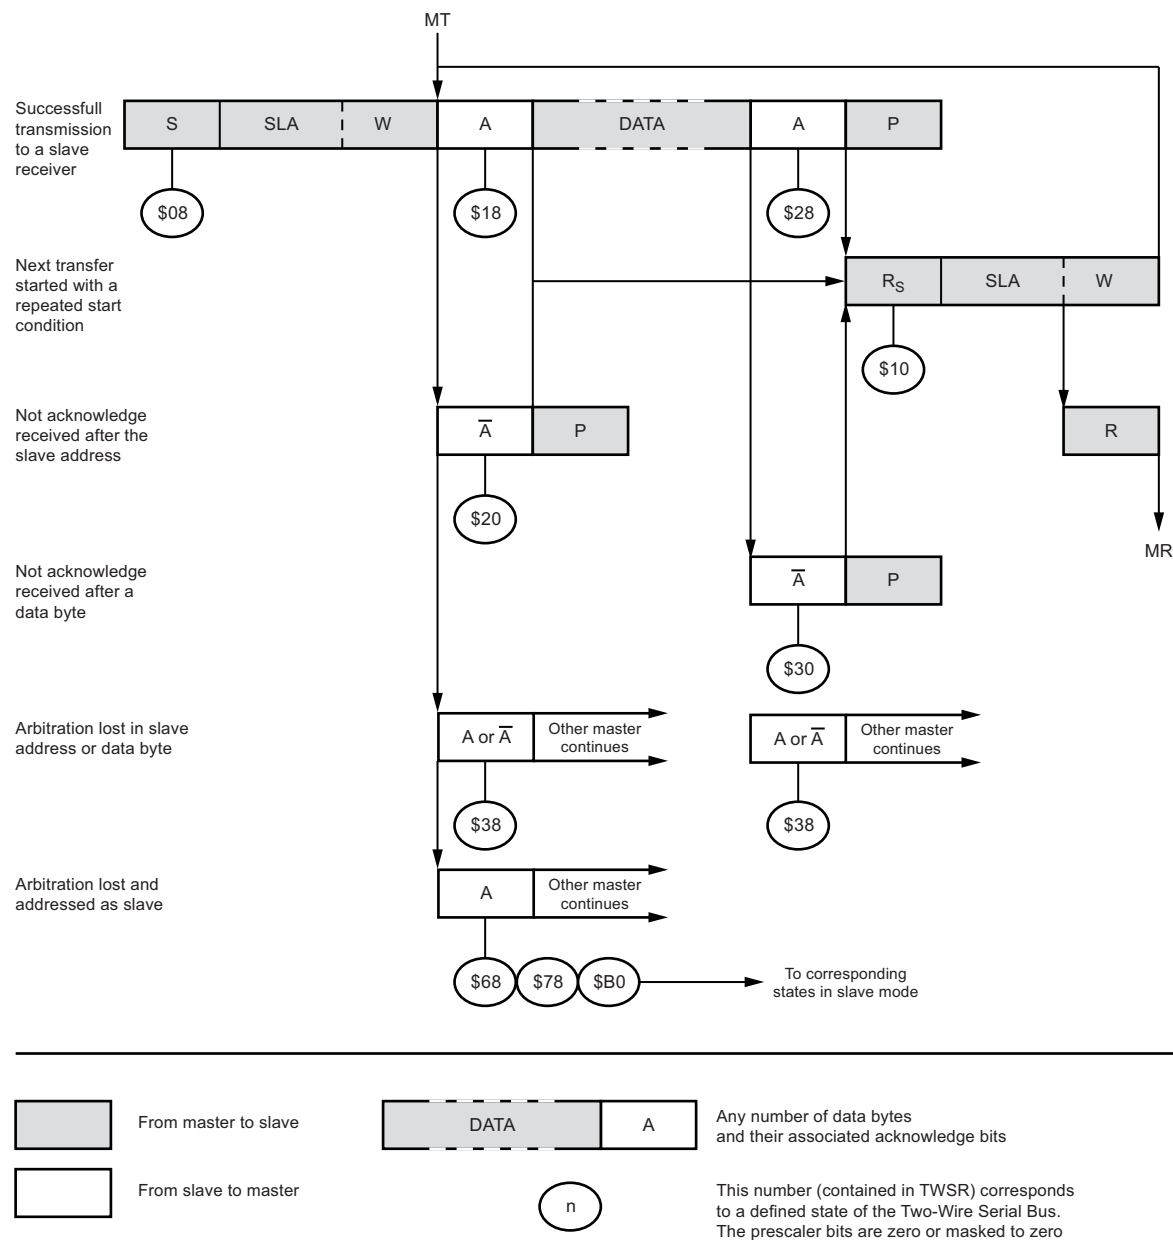 MT
Successfull
transmission
to a slave
receiver
S
SLA
W
A
DATA
A
P
$08
$18
$28
Next transfer
started with a
repeated start
condition
RS
SLA
W
$10
Not acknowledge
received after the
slave address
A̅
P
R
$20
MR
Not acknowledge
received after a
data byte
A̅
P
$30
Arbitration lost in slave
address or data byte
A or A̅
Other master
continues
A or A̅
Other master
continues
$38
$38
Arbitration lost and
addressed as slave
A
Other master
continues
$68
$78
$B0
To corresponding
states in slave mode
From master to slave
DATA
A
Any number of data bytes
and their associated acknowledge bits
From slave to master
n
This number (contained in TWSR) corresponds
to a defined state of the Two-Wire Serial Bus.
The prescaler bits are zero or masked to zero